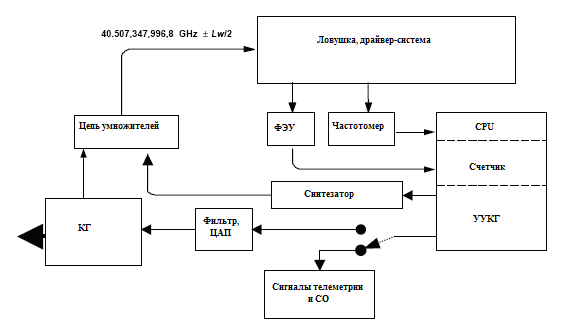 40.507,347,996,8 GHz ± Lw/2
Ловушка, драйвер-система
Цепь умножителей
ФЭУ
Частотомер
CPU
Счетчик
Синтезатор
УУКГ
КГ
Фильтр,
ЦАП
Сигналы телеметрии
и СО